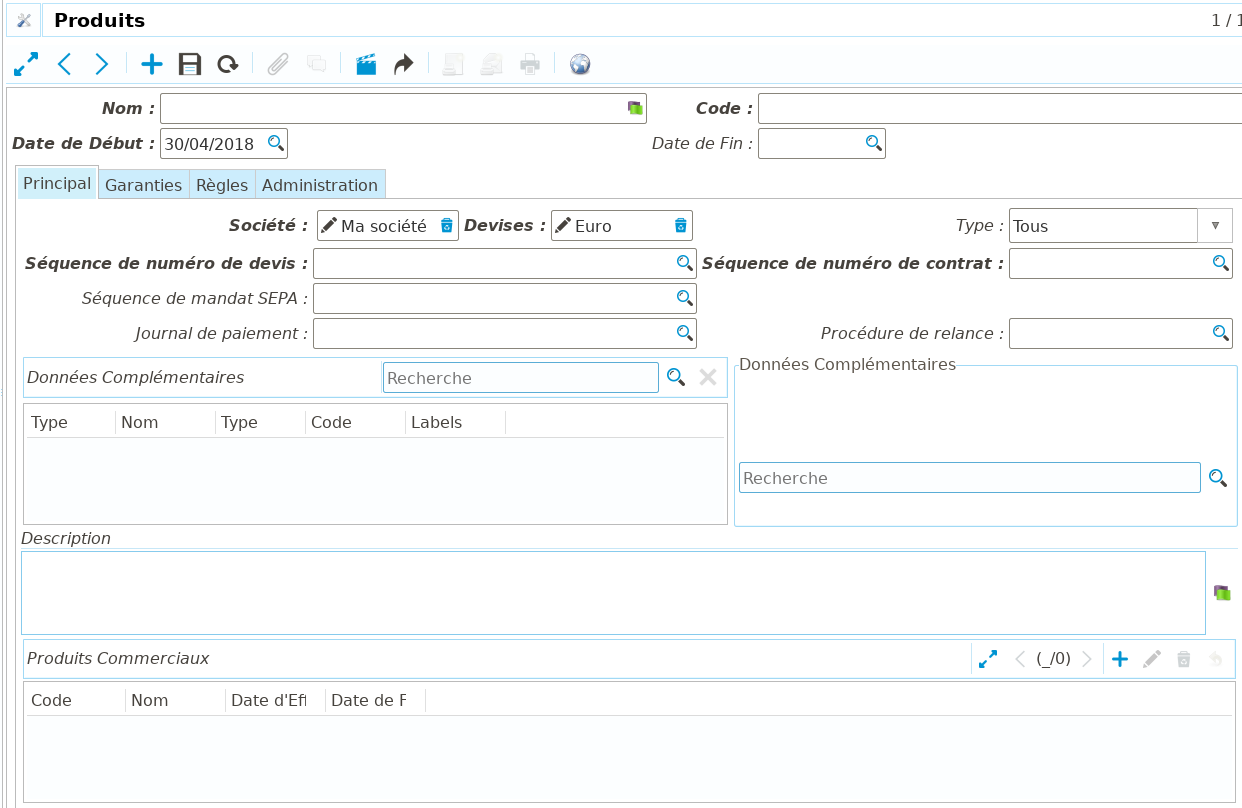 Produits 1 / 1
Nom : Code :
Date de Début : 30/04/2018 Date de Fin :
Principal Garanties Règles Administration
Société : Ma société Devises : Euro Type : Tous
Séquence de numéro de devis : Séquence de numéro de contrat :
Séquence de mandat SEPA :
Journal de paiement : Procédure de relance :
Données Complémentaires
Données Complémentaires Recherche
Type Nom Type Code Labels
Recherche
Description
Produits Commerciaux (_/0)
Code Nom Date d'Eff Date de F